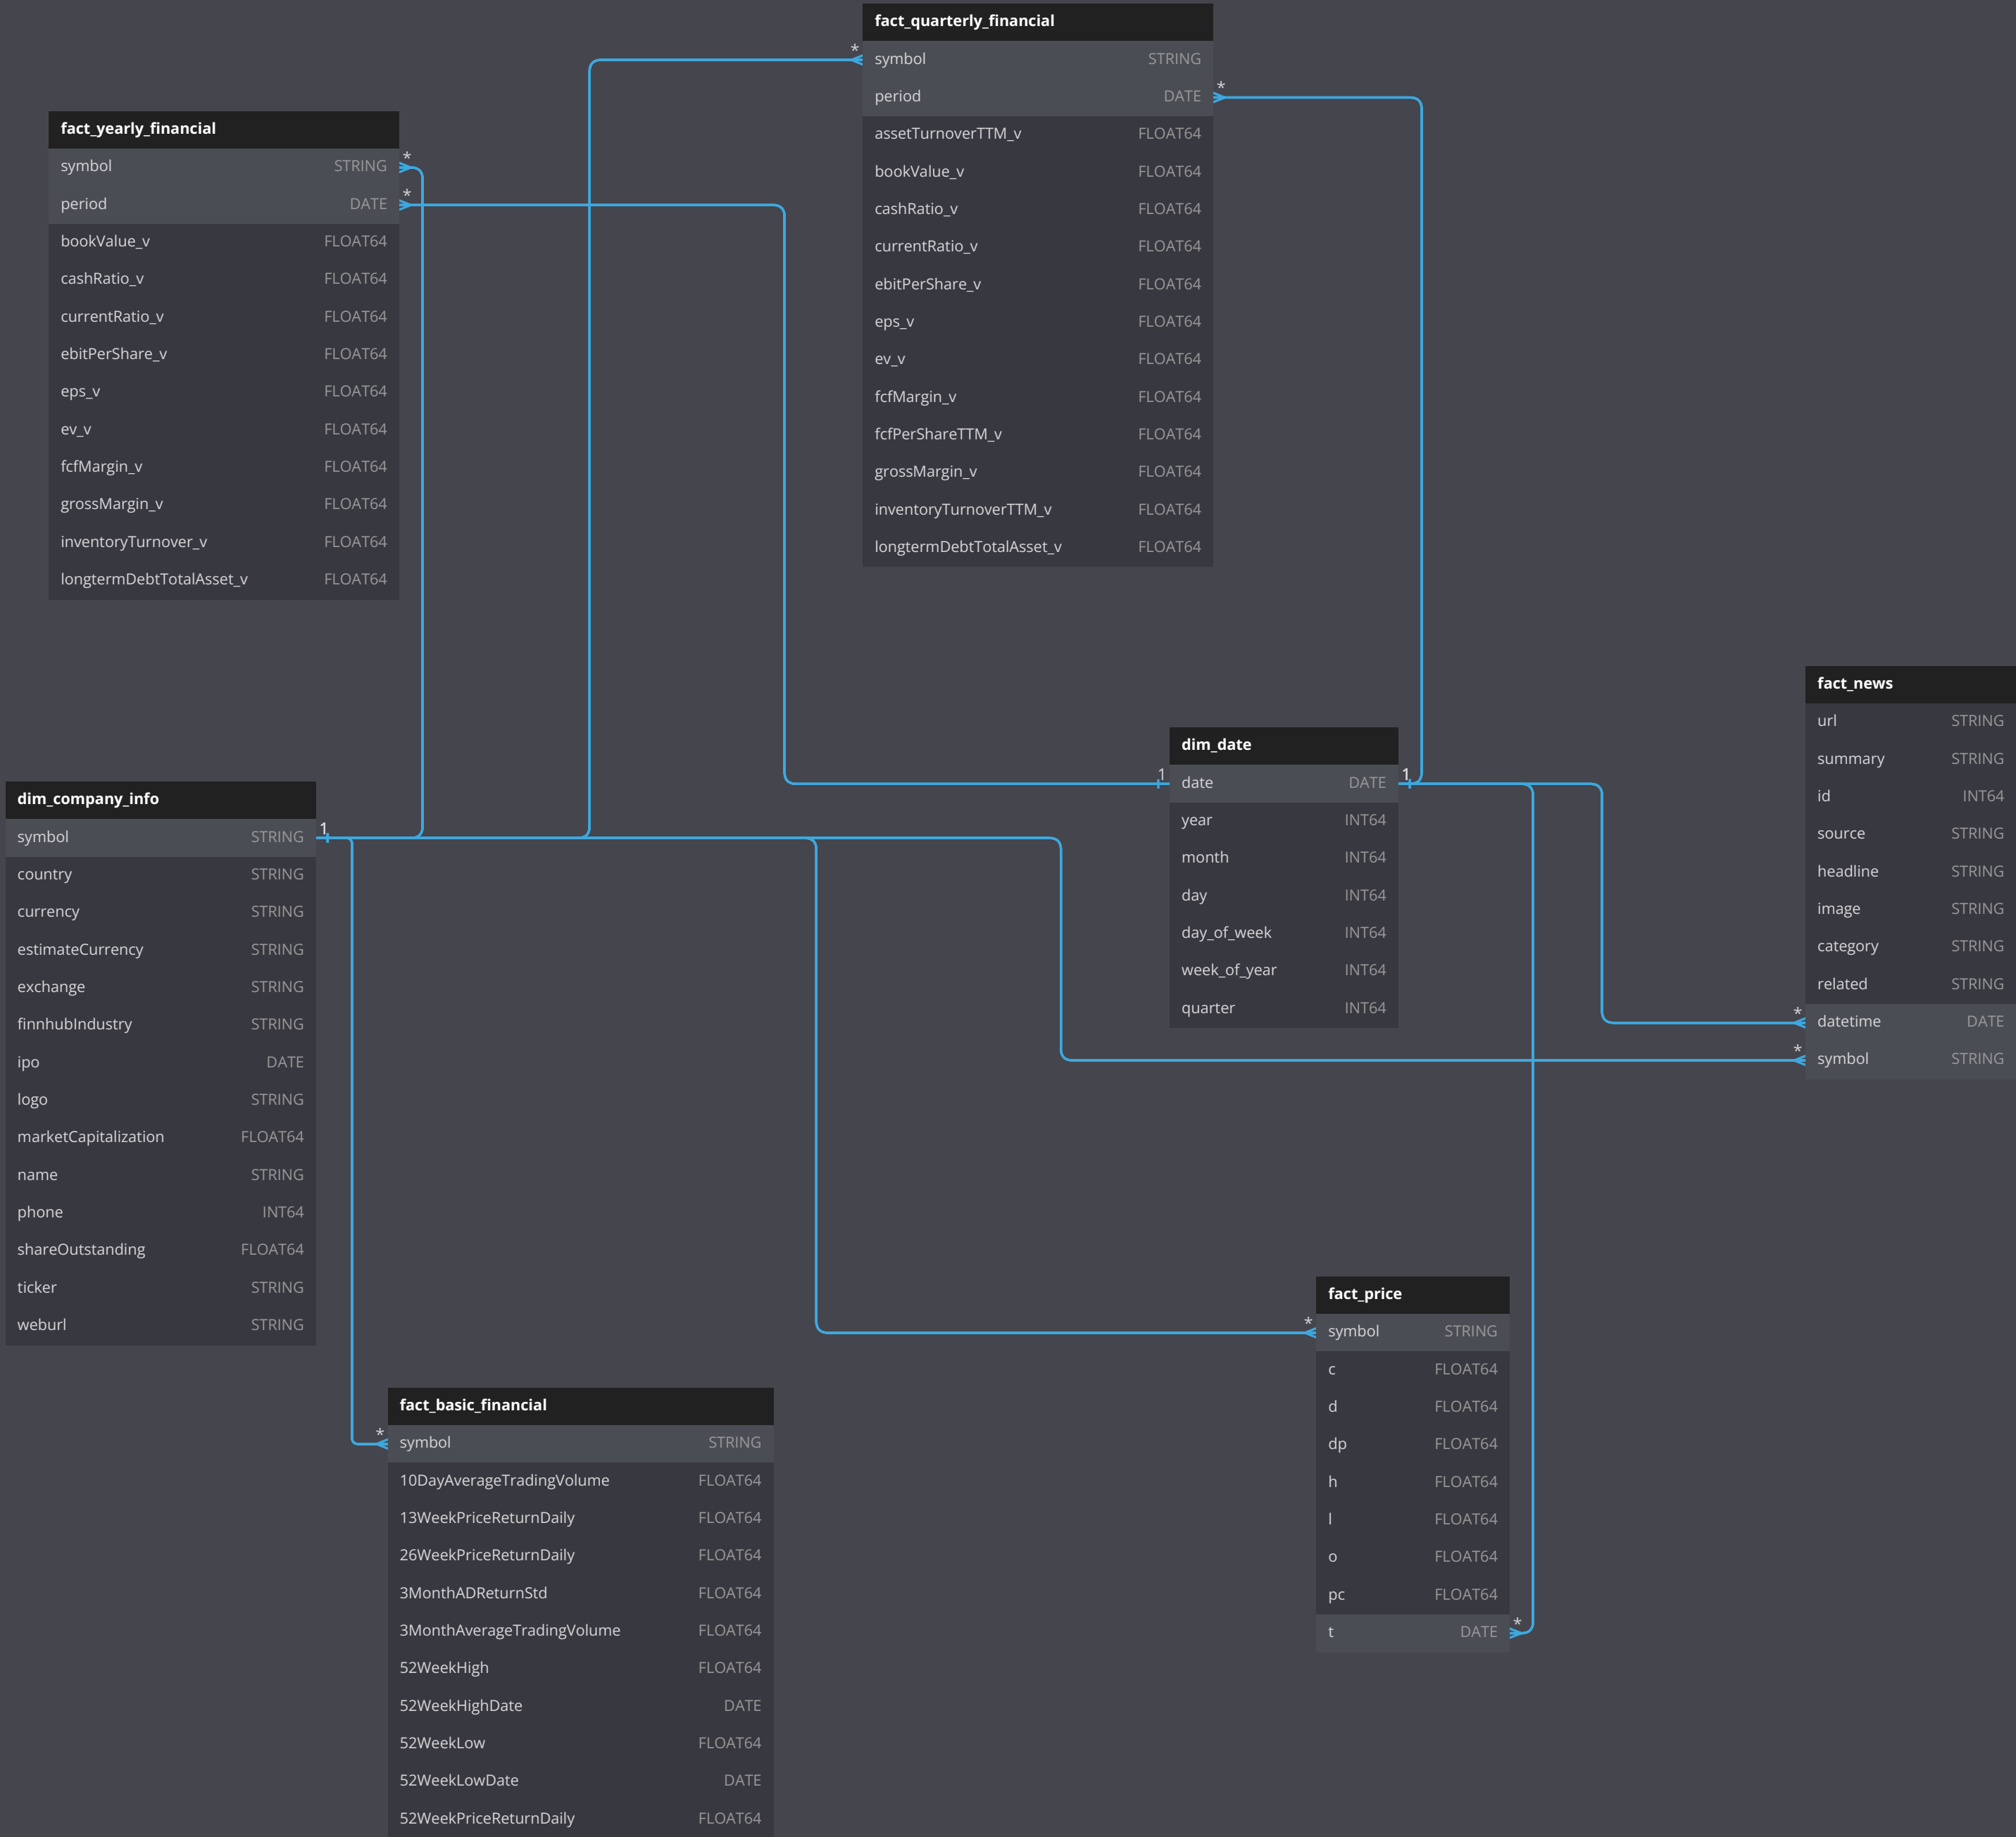 fact_quarterly_financial
* symbol STRING
period DATE *
assetTurnoverTTM_v FLOAT64
bookValue_v FLOAT64
cashRatio_v FLOAT64
currentRatio_v FLOAT64
ebitPerShare_v FLOAT64
eps_v FLOAT64
ev_v FLOAT64
fcfMargin_v FLOAT64
fcfPerShareTTM_v FLOAT64
grossMargin_v FLOAT64
inventoryTurnoverTTM_v FLOAT64
longtermDebtTotalAsset_v FLOAT64
fact_yearly_financial
symbol STRING *
period DATE *
bookValue_v FLOAT64
cashRatio_v FLOAT64
currentRatio_v FLOAT64
ebitPerShare_v FLOAT64
eps_v FLOAT64
ev_v FLOAT64
fcfMargin_v FLOAT64
grossMargin_v FLOAT64
inventoryTurnover_v FLOAT64
longtermDebtTotalAsset_v FLOAT64
fact_news
url STRING
summary STRING
id INT64
source STRING
headline STRING
image STRING
category STRING
related STRING
* datetime DATE
* symbol STRING
dim_date
1 date DATE 1
year INT64
month INT64
day INT64
day_of_week INT64
week_of_year INT64
quarter INT64
dim_company_info
symbol STRING 1
country STRING
currency STRING
estimateCurrency STRING
exchange STRING
finnhubIndustry STRING
ipo DATE
logo STRING
marketCapitalization FLOAT64
name STRING
phone INT64
shareOutstanding FLOAT64
ticker STRING
weburl STRING
fact_price
* symbol STRING
c FLOAT64
d FLOAT64
dp FLOAT64
h FLOAT64
l FLOAT64
o FLOAT64
pc FLOAT64
t DATE *
fact_basic_financial
* symbol STRING
10DayAverageTradingVolume FLOAT64
13WeekPriceReturnDaily FLOAT64
26WeekPriceReturnDaily FLOAT64
3MonthADReturnStd FLOAT64
3MonthAverageTradingVolume FLOAT64
52WeekHigh FLOAT64
52WeekHighDate DATE
52WeekLow FLOAT64
52WeekLowDate DATE
52WeekPriceReturnDaily FLOAT64